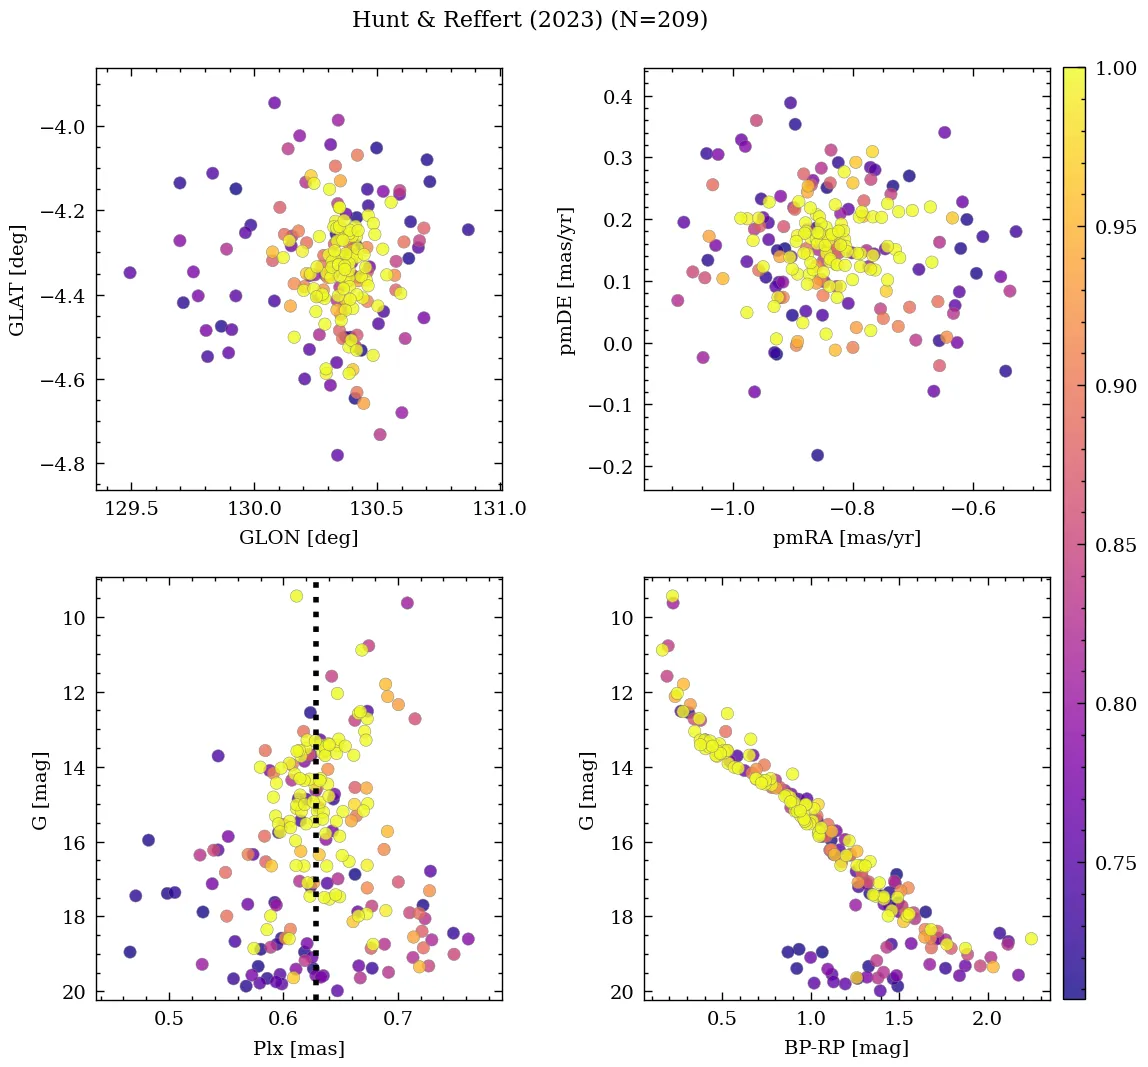 Hunt & Reffert (2023) (N=209)
−4.0
−4.2
−4.4
−4.6
−4.8
GLAT [deg]
129.5 130.0 130.5 131.0
GLON [deg]
0.4
0.3
0.2
0.1
0.0
−0.1
−0.2
pmDE [mas/yr]
−1.0 −0.8 −0.6
pmRA [mas/yr]
1.00
0.95
0.90
0.85
0.80
0.75
10
12
14
16
18
20
G [mag]
0.5 0.6 0.7
Plx [mas]
10
12
14
16
18
20
G [mag]
0.5 1.0 1.5 2.0
BP-RP [mag]